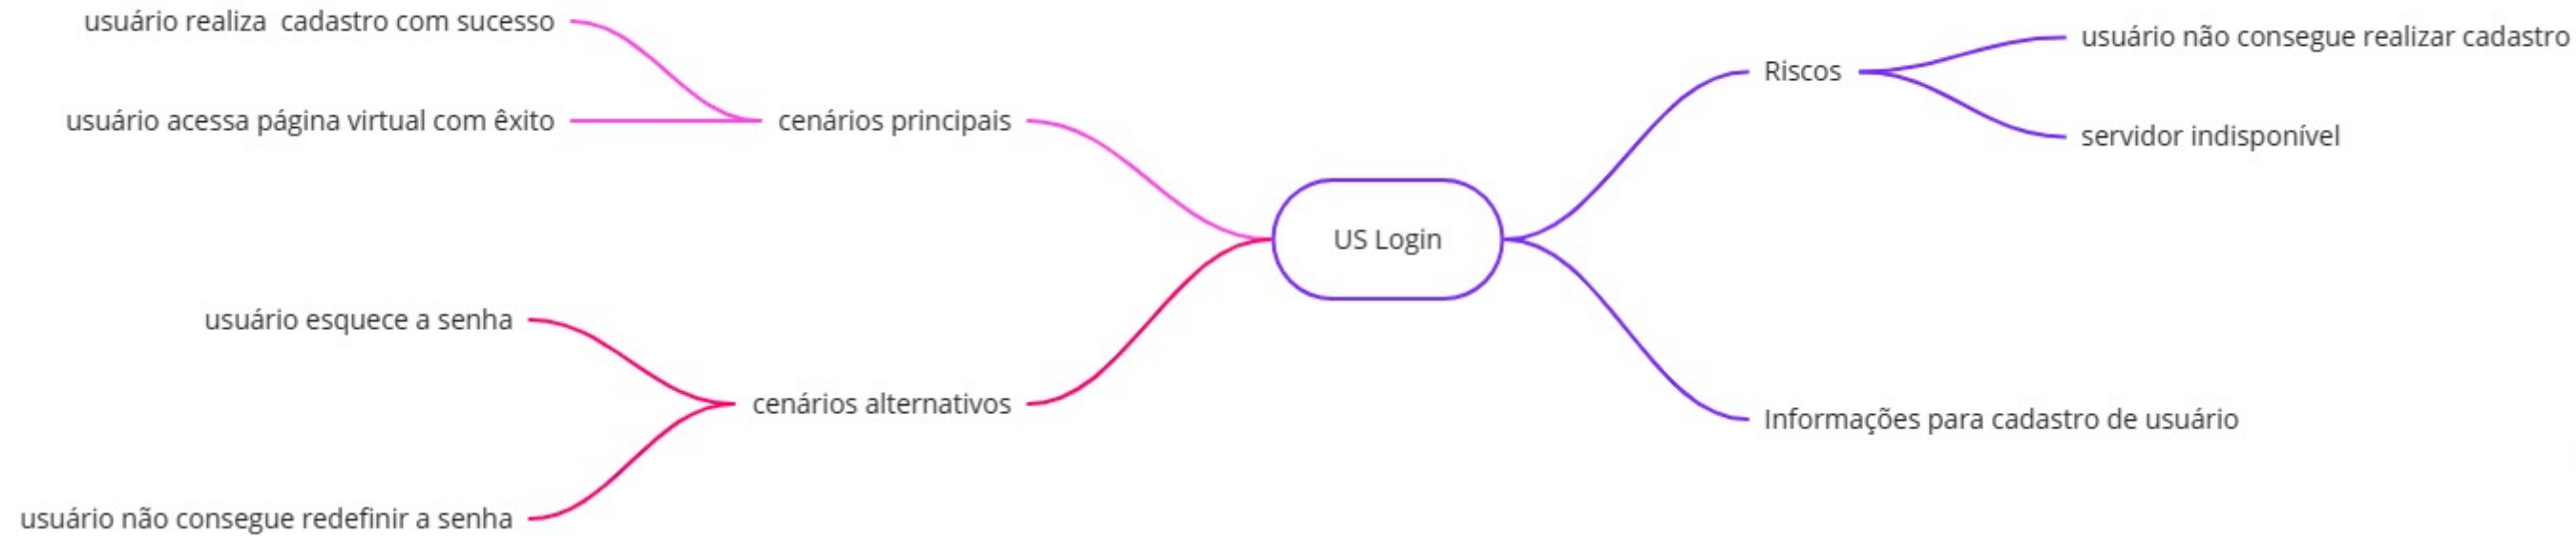 usuário realiza  cadastro com sucesso
usuário acessa página virtual com êxito
cenários principais
usuário esquece a senha
cenários alternativos
usuário não consegue redefinir a senha
US Login
Riscos
usuário não consegue realizar cadastro
servidor indisponível
Informações para cadastro de usuário